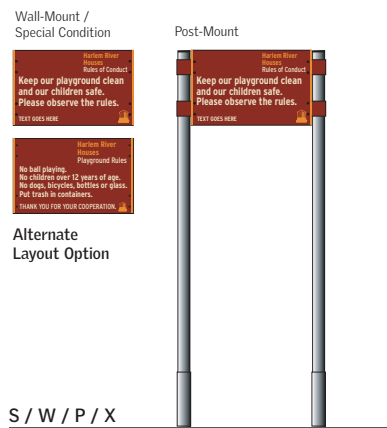 Wall-Mount /
Special Condition
Harlem River
Houses
Rules of Conduct
Keep our playground clean
and our children safe.
Please observe the rules.
TEXT GOES HERE
Harlem River
Houses
Playground Rules
No ball playing.
No children over 12 years of age.
No dogs, bicycles, bottles or glass.
Put trash in containers.
THANK YOU FOR YOUR COOPERATION.
Alternate
Layout Option
Post-Mount
Harlem River
Houses
Rules of Conduct
Keep our playground clean
and our children safe.
Please observe the rules.
TEXT GOES HERE
S / W / P / X